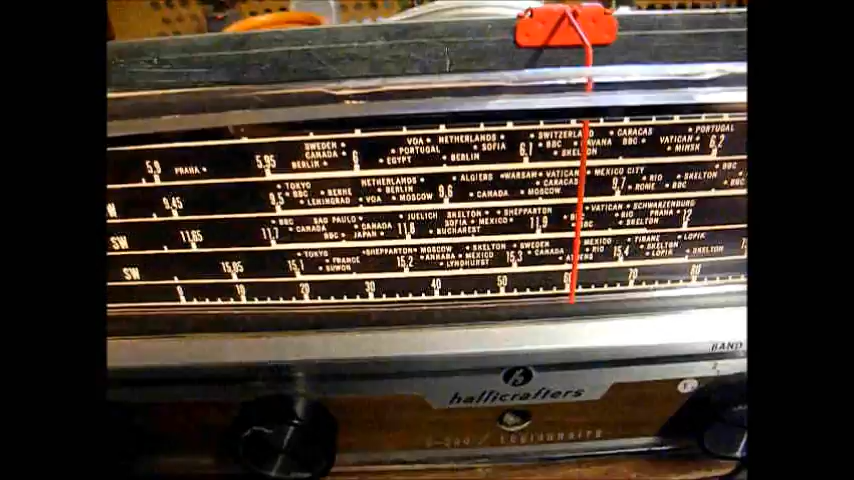 SWEDEN VOA NETHERLANDS SWITZERLAND CARACAS PORTUGAL
CANADA PORTUGAL SOFIA BBC HAVANA BBC VATICAN
5.9 PRAHA 5.95 BERLIN 6 EGYPT BERLIN 6.1 MINSK 6.2
TOKYO NETHERLANDS ALGIERS WARSAW VATICAN MEXICO CITY BBC
BBC BERNE BERLIN CARACAS RIO SKELTON
9.45 9.5 LENINGRAD VOA MOSCOW 9.6 CANADA MOSCOW 9.7 ROME BBC BBC
BBC SAO PAULO JUELICH SKELTON SHEPPARTON VATICAN SCHWARZENBURG
CANADA CANADA SOFIA MEXICO RIO PRAHA
SW 11.65 11.7 BBC JAPAN 11.8 BUCHAREST 11.9 SKELTON 12
TOKYO SHEPPARTON MOSCOW SKELTON SWEDEN MEXICO TIBANE LOPIK
FRANCE ANKARA MEXICO CANADA RIO SKELTON
SW 15.05 15.1 15.2 LYNDHURST 15.3 ATHENS 15.4 LOPIK SKELTON
0 10 20 30 40 50 60 70 80
BAND
h
hallicrafters
Legionnaire